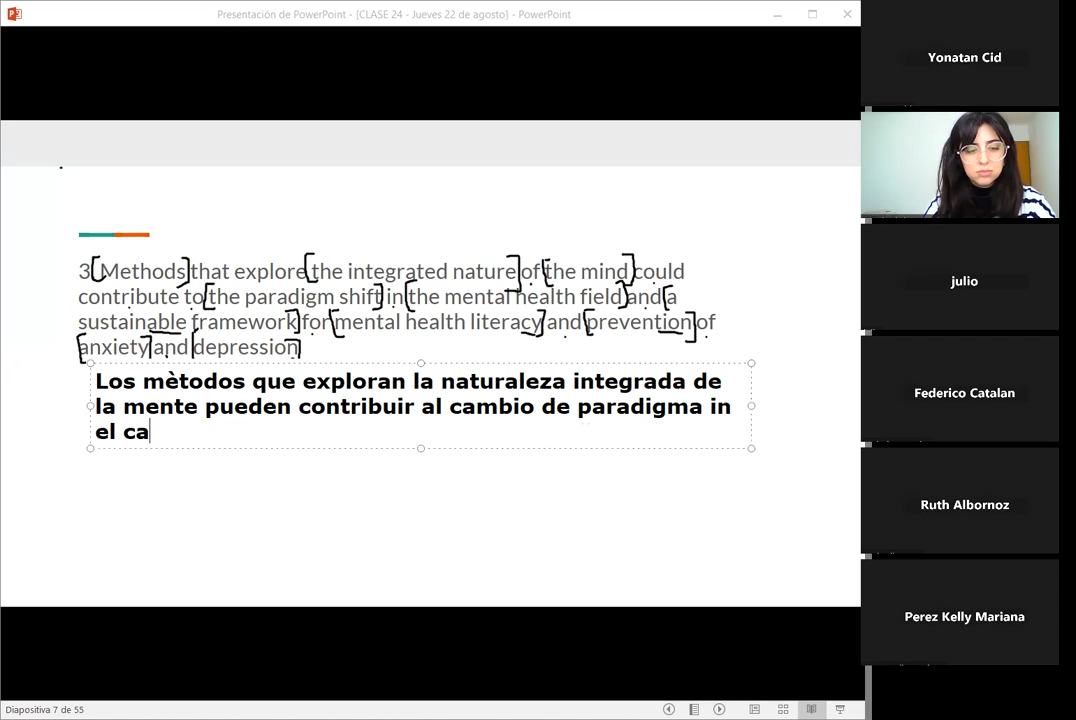 Presentación de PowerPoint - [CLASE 24 - Jueves 22 de agosto] - PowerPoint
3. Methods that explore the integrated nature of the mind could
contribute to the paradigm shift in the mental health field and a
sustainable framework for mental health literacy and prevention of
anxiety and depression
Los mètodos que exploran la naturaleza integrada de
la mente pueden contribuir al cambio de paradigma in
el ca
Diapositiva 7 de 55
Yonatan Cid
julio
Federico Catalan
Ruth Albornoz
Perez Kelly Mariana